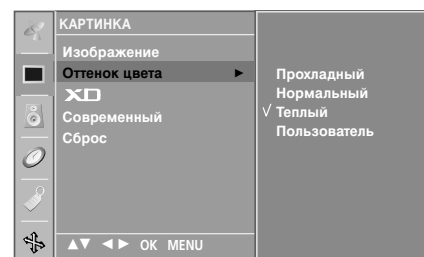 КАРТИНКА
Изображение
Оттенок цвета ►
XD
Современный
Сброс
Прохладный
Нормальный
√ Теплый
Пользователь
▲▼ ◄► OK MENU